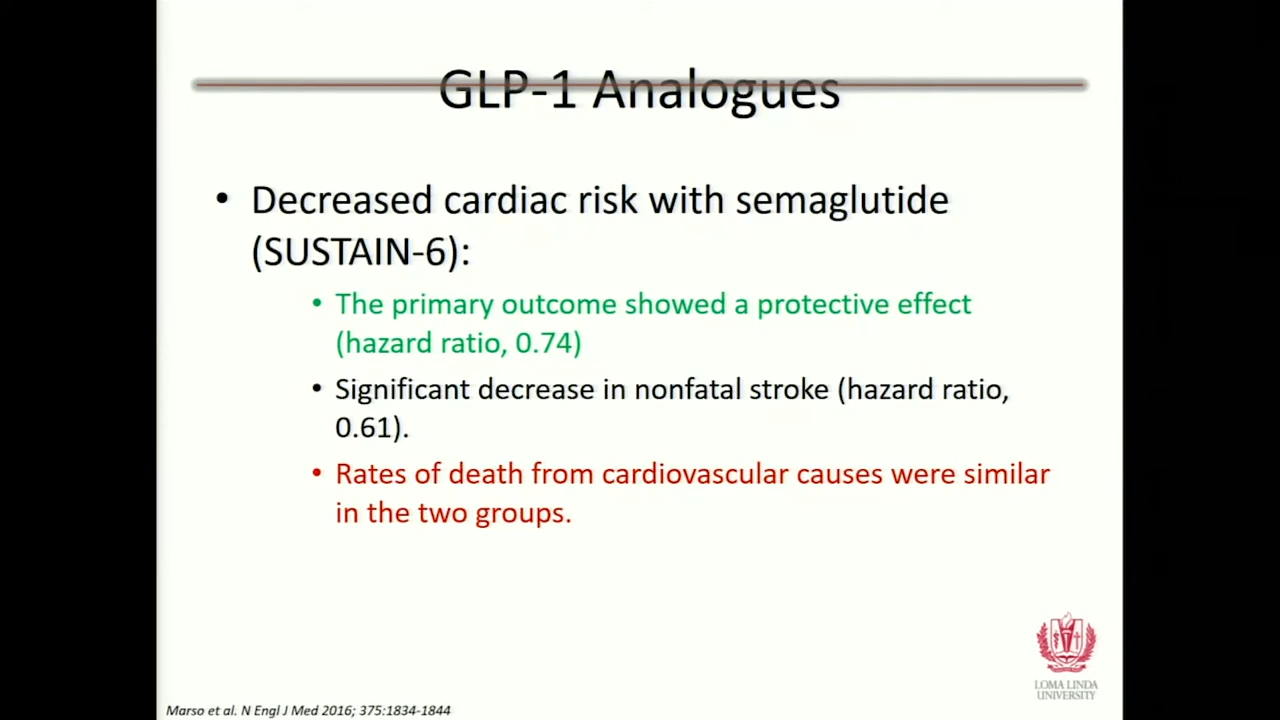 GLP-1 Analogues
• Decreased cardiac risk with semaglutide
(SUSTAIN-6):
• The primary outcome showed a protective effect
(hazard ratio, 0.74)
• Significant decrease in nonfatal stroke (hazard ratio,
0.61).
• Rates of death from cardiovascular causes were similar
in the two groups.
LOMA LINDA
UNIVERSITY
Marso et al. N Engl J Med 2016; 375:1834-1844